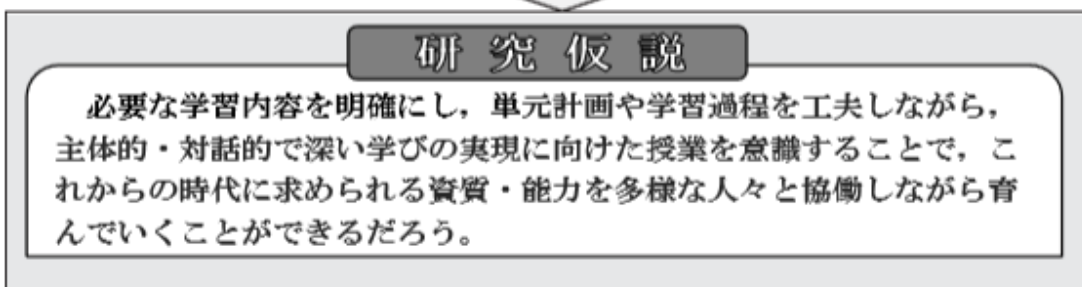 研究仮説
必要な学習内容を明確にし，単元計画や学習過程を工夫しながら，
主体的・対話的で深い学びの実現に向けた授業を意識することで，こ
れからの時代に求められる資質・能力を多様な人々と協働しながら育
んでいくことができるだろう。